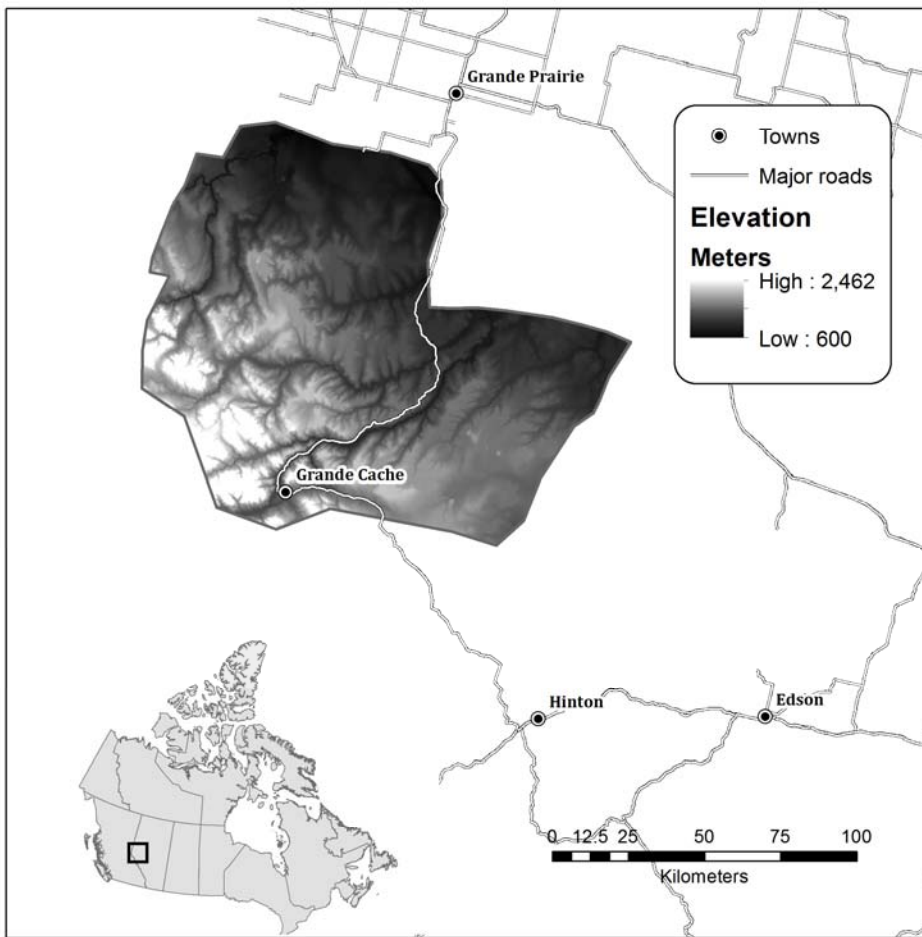 Grande Prairie
Towns
Major roads
Elevation
Meters
High : 2,462
Low : 600
Grande Cache
Hinton
Edson
0 12.5 25 50 75 100
Kilometers